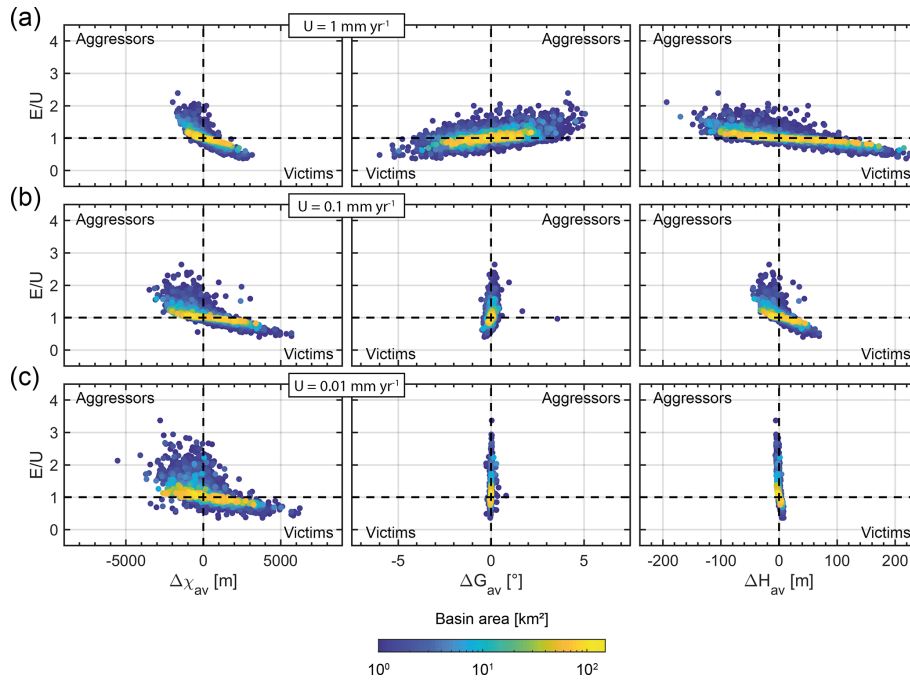 (a)
U = 1 mm yr⁻¹
Aggressors
Aggressors
Aggressors
E/U
4
3
2
1
0
Victims
Victims
Victims
(b)
U = 0.1 mm yr⁻¹
Aggressors
Aggressors
Aggressors
E/U
4
3
2
1
0
Victims
Victims
Victims
(c)
U = 0.01 mm yr⁻¹
Aggressors
Aggressors
Aggressors
E/U
4
3
2
1
0
Victims
Victims
Victims
-5000 0 5000
-5 0 5
-200 -100 0 100 200
Δχav [m]
ΔGav [°]
ΔHav [m]
Basin area [km²]
10⁰ 10¹ 10²